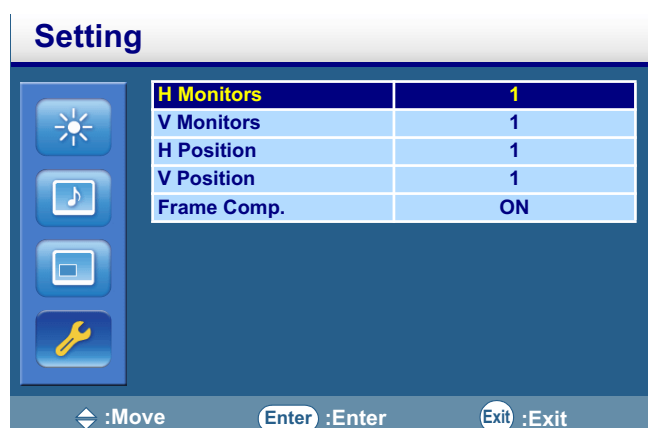 Setting
H Monitors 1
V Monitors 1
H Position 1
V Position 1
Frame Comp. ON
:Move Enter :Enter Exit :Exit